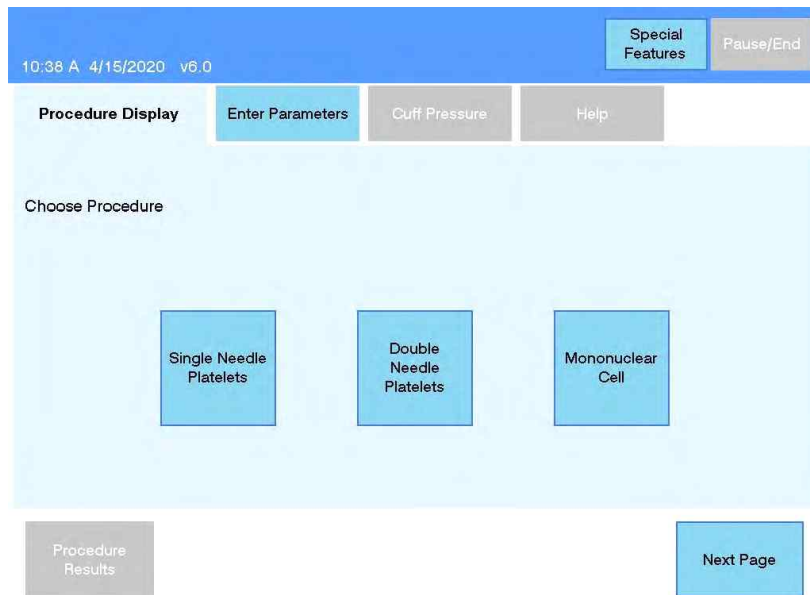 Special
Features
Pause/End
10:38 A 4/15/2020 v6.0
Procedure Display
Enter Parameters
Cuff Pressure
Help
Choose Procedure
Single Needle
Platelets
Double
Needle
Platelets
Mononuclear
Cell
Procedure
Results
Next Page